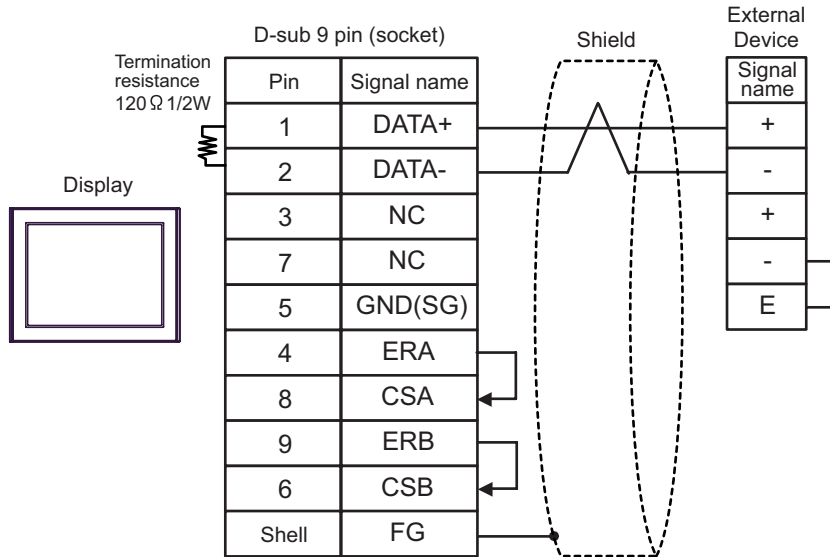 D-sub 9 pin (socket)
Shield
External
Device
Termination
resistance
120Ω 1/2W
Display
Pin Signal name
1 DATA+
2 DATA-
3 NC
7 NC
5 GND(SG)
4 ERA
8 CSA
9 ERB
6 CSB
Shell FG
Signal
name
+
-
+
-
E